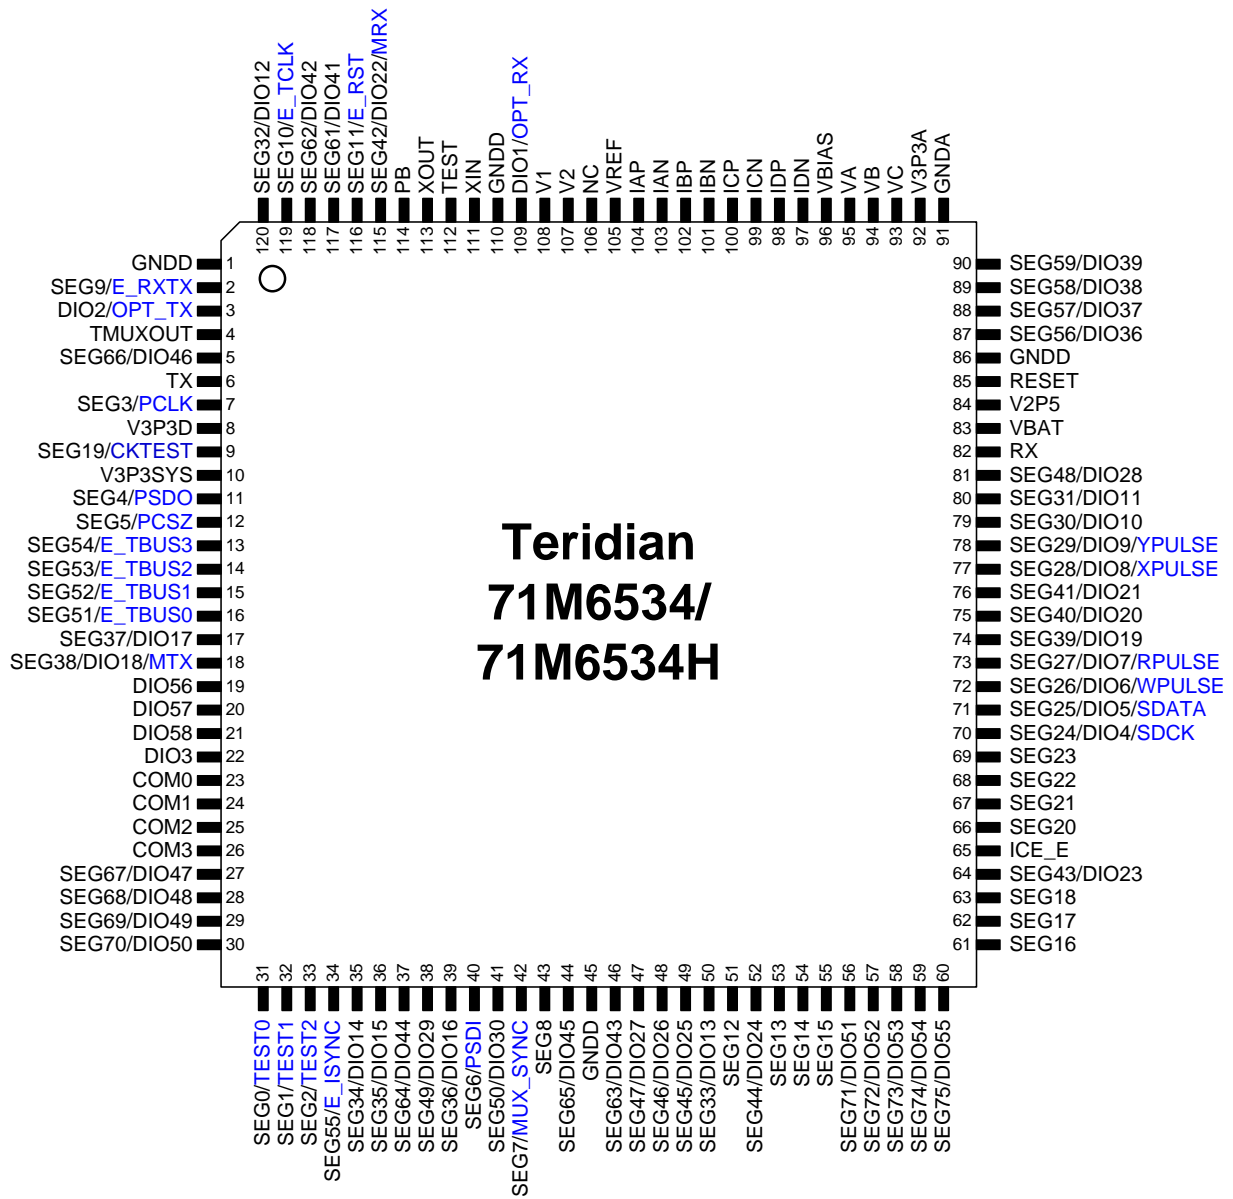 SEG32/DIO12
SEG10/E_TCLK
SEG62/DIO42
SEG61/DIO41
SEG11/E_RST
SEG42/DIO22/MRX
PB
XOUT
TEST
XIN
GNDD
DIO1/OPT_RX
V1
V2
NC
VREF
IAP
IAN
IBP
IBN
ICP
ICN
IDP
IDN
VBIAS
VA
VB
VC
V3P3A
GNDA
120
119
118
117
116
115
114
113
112
111
110
109
108
107
106
105
104
103
102
101
100
99
98
97
96
95
94
93
92
91
GNDD 1
SEG9/E_RXTX 2
DIO2/OPT_TX 3
TMUXOUT 4
SEG66/DIO46 5
TX 6
SEG3/PCLK 7
V3P3D 8
SEG19/CKTEST 9
V3P3SYS 10
SEG4/PSDO 11
SEG5/PCSZ 12
SEG54/E_TBUS3 13
SEG53/E_TBUS2 14
SEG52/E_TBUS1 15
SEG51/E_TBUS0 16
SEG37/DIO17 17
SEG38/DIO18/MTX 18
DIO56 19
DIO57 20
DIO58 21
DIO3 22
COM0 23
COM1 24
COM2 25
COM3 26
SEG67/DIO47 27
SEG68/DIO48 28
SEG69/DIO49 29
SEG70/DIO50 30
Teridian
71M6534/
71M6534H
90 SEG59/DIO39
89 SEG58/DIO38
88 SEG57/DIO37
87 SEG56/DIO36
86 GNDD
85 RESET
84 V2P5
83 VBAT
82 RX
81 SEG48/DIO28
80 SEG31/DIO11
79 SEG30/DIO10
78 SEG29/DIO9/YPULSE
77 SEG28/DIO8/XPULSE
76 SEG41/DIO21
75 SEG40/DIO20
74 SEG39/DIO19
73 SEG27/DIO7/RPULSE
72 SEG26/DIO6/WPULSE
71 SEG25/DIO5/SDATA
70 SEG24/DIO4/SDCK
69 SEG23
68 SEG22
67 SEG21
66 SEG20
65 ICE_E
64 SEG43/DIO23
63 SEG18
62 SEG17
61 SEG16
31
32
33
34
35
36
37
38
39
40
41
42
43
44
45
46
47
48
49
50
51
52
53
54
55
56
57
58
59
60
SEG0/TEST0
SEG1/TEST1
SEG2/TEST2
SEG55/E_ISYNC
SEG34/DIO14
SEG35/DIO15
SEG64/DIO44
SEG49/DIO29
SEG36/DIO16
SEG6/PSDI
SEG50/DIO30
SEG7/MUX_SYNC
SEG8
SEG65/DIO45
GNDD
SEG63/DIO43
SEG47/DIO27
SEG46/DIO26
SEG45/DIO25
SEG33/DIO13
SEG12
SEG44/DIO24
SEG13
SEG14
SEG15
SEG71/DIO51
SEG72/DIO52
SEG73/DIO53
SEG74/DIO54
SEG75/DIO55